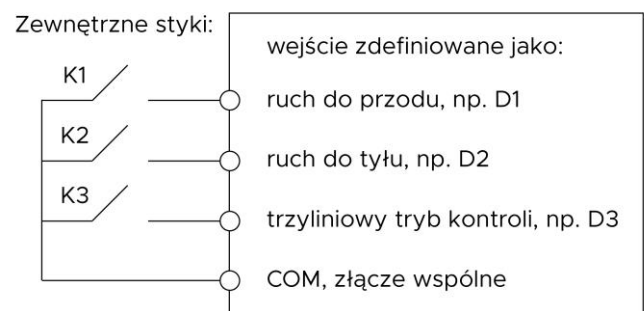 Zewnętrzne styki:
wejście zdefiniowane jako:
K1
ruch do przodu, np. D1
K2
ruch do tyłu, np. D2
K3
trzyliniowy tryb kontroli, np. D3
COM, złącze wspólne